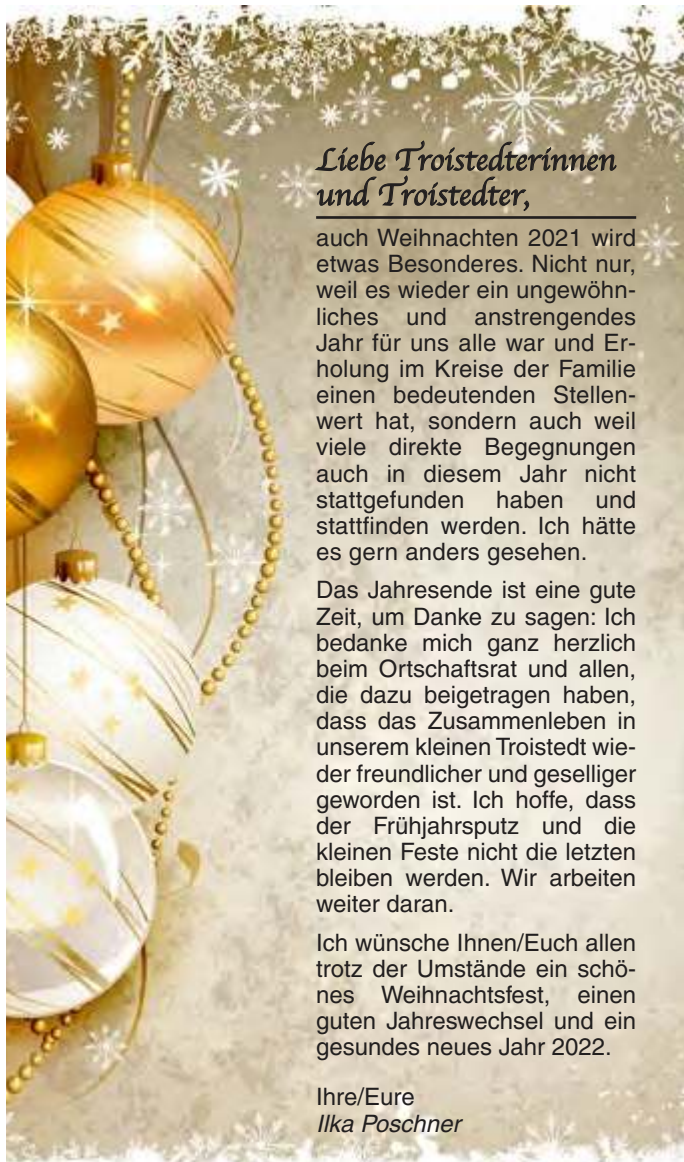 Liebe Troistedterinnen
und Troistedter,
auch Weihnachten 2021 wird
etwas Besonderes. Nicht nur,
weil es wieder ein ungewöhn-
liches und anstrengendes
Jahr für uns alle war und Er-
holung im Kreise der Familie
einen bedeutenden Stellen-
wert hat, sondern auch weil
viele direkte Begegnungen
auch in diesem Jahr nicht
stattgefunden haben und
stattfinden werden. Ich hätte
es gern anders gesehen.
Das Jahresende ist eine gute
Zeit, um Danke zu sagen: Ich
bedanke mich ganz herzlich
beim Ortschaftsrat und allen,
die dazu beigetragen haben,
dass das Zusammenleben in
unserem kleinen Troistedt wie-
der freundlicher und geselliger
geworden ist. Ich hoffe, dass
der Frühjahrsputz und die
kleinen Feste nicht die letzten
bleiben werden. Wir arbeiten
weiter daran.
Ich wünsche Ihnen/Euch allen
trotz der Umstände ein schö-
nes Weihnachtsfest, einen
guten Jahreswechsel und ein
gesundes neues Jahr 2022.
Ihre/Eure
Ilka Poschner